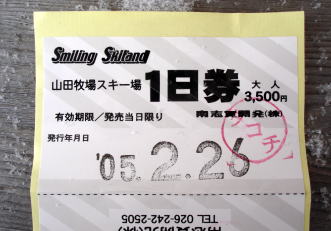 Smiling Skiland
山田牧場スキー場 1日券 大人 3,500円
有効期限／発売当日限り 南志賀開発(株)
発行年月日
'05.2.26
TEL 026-242-2505